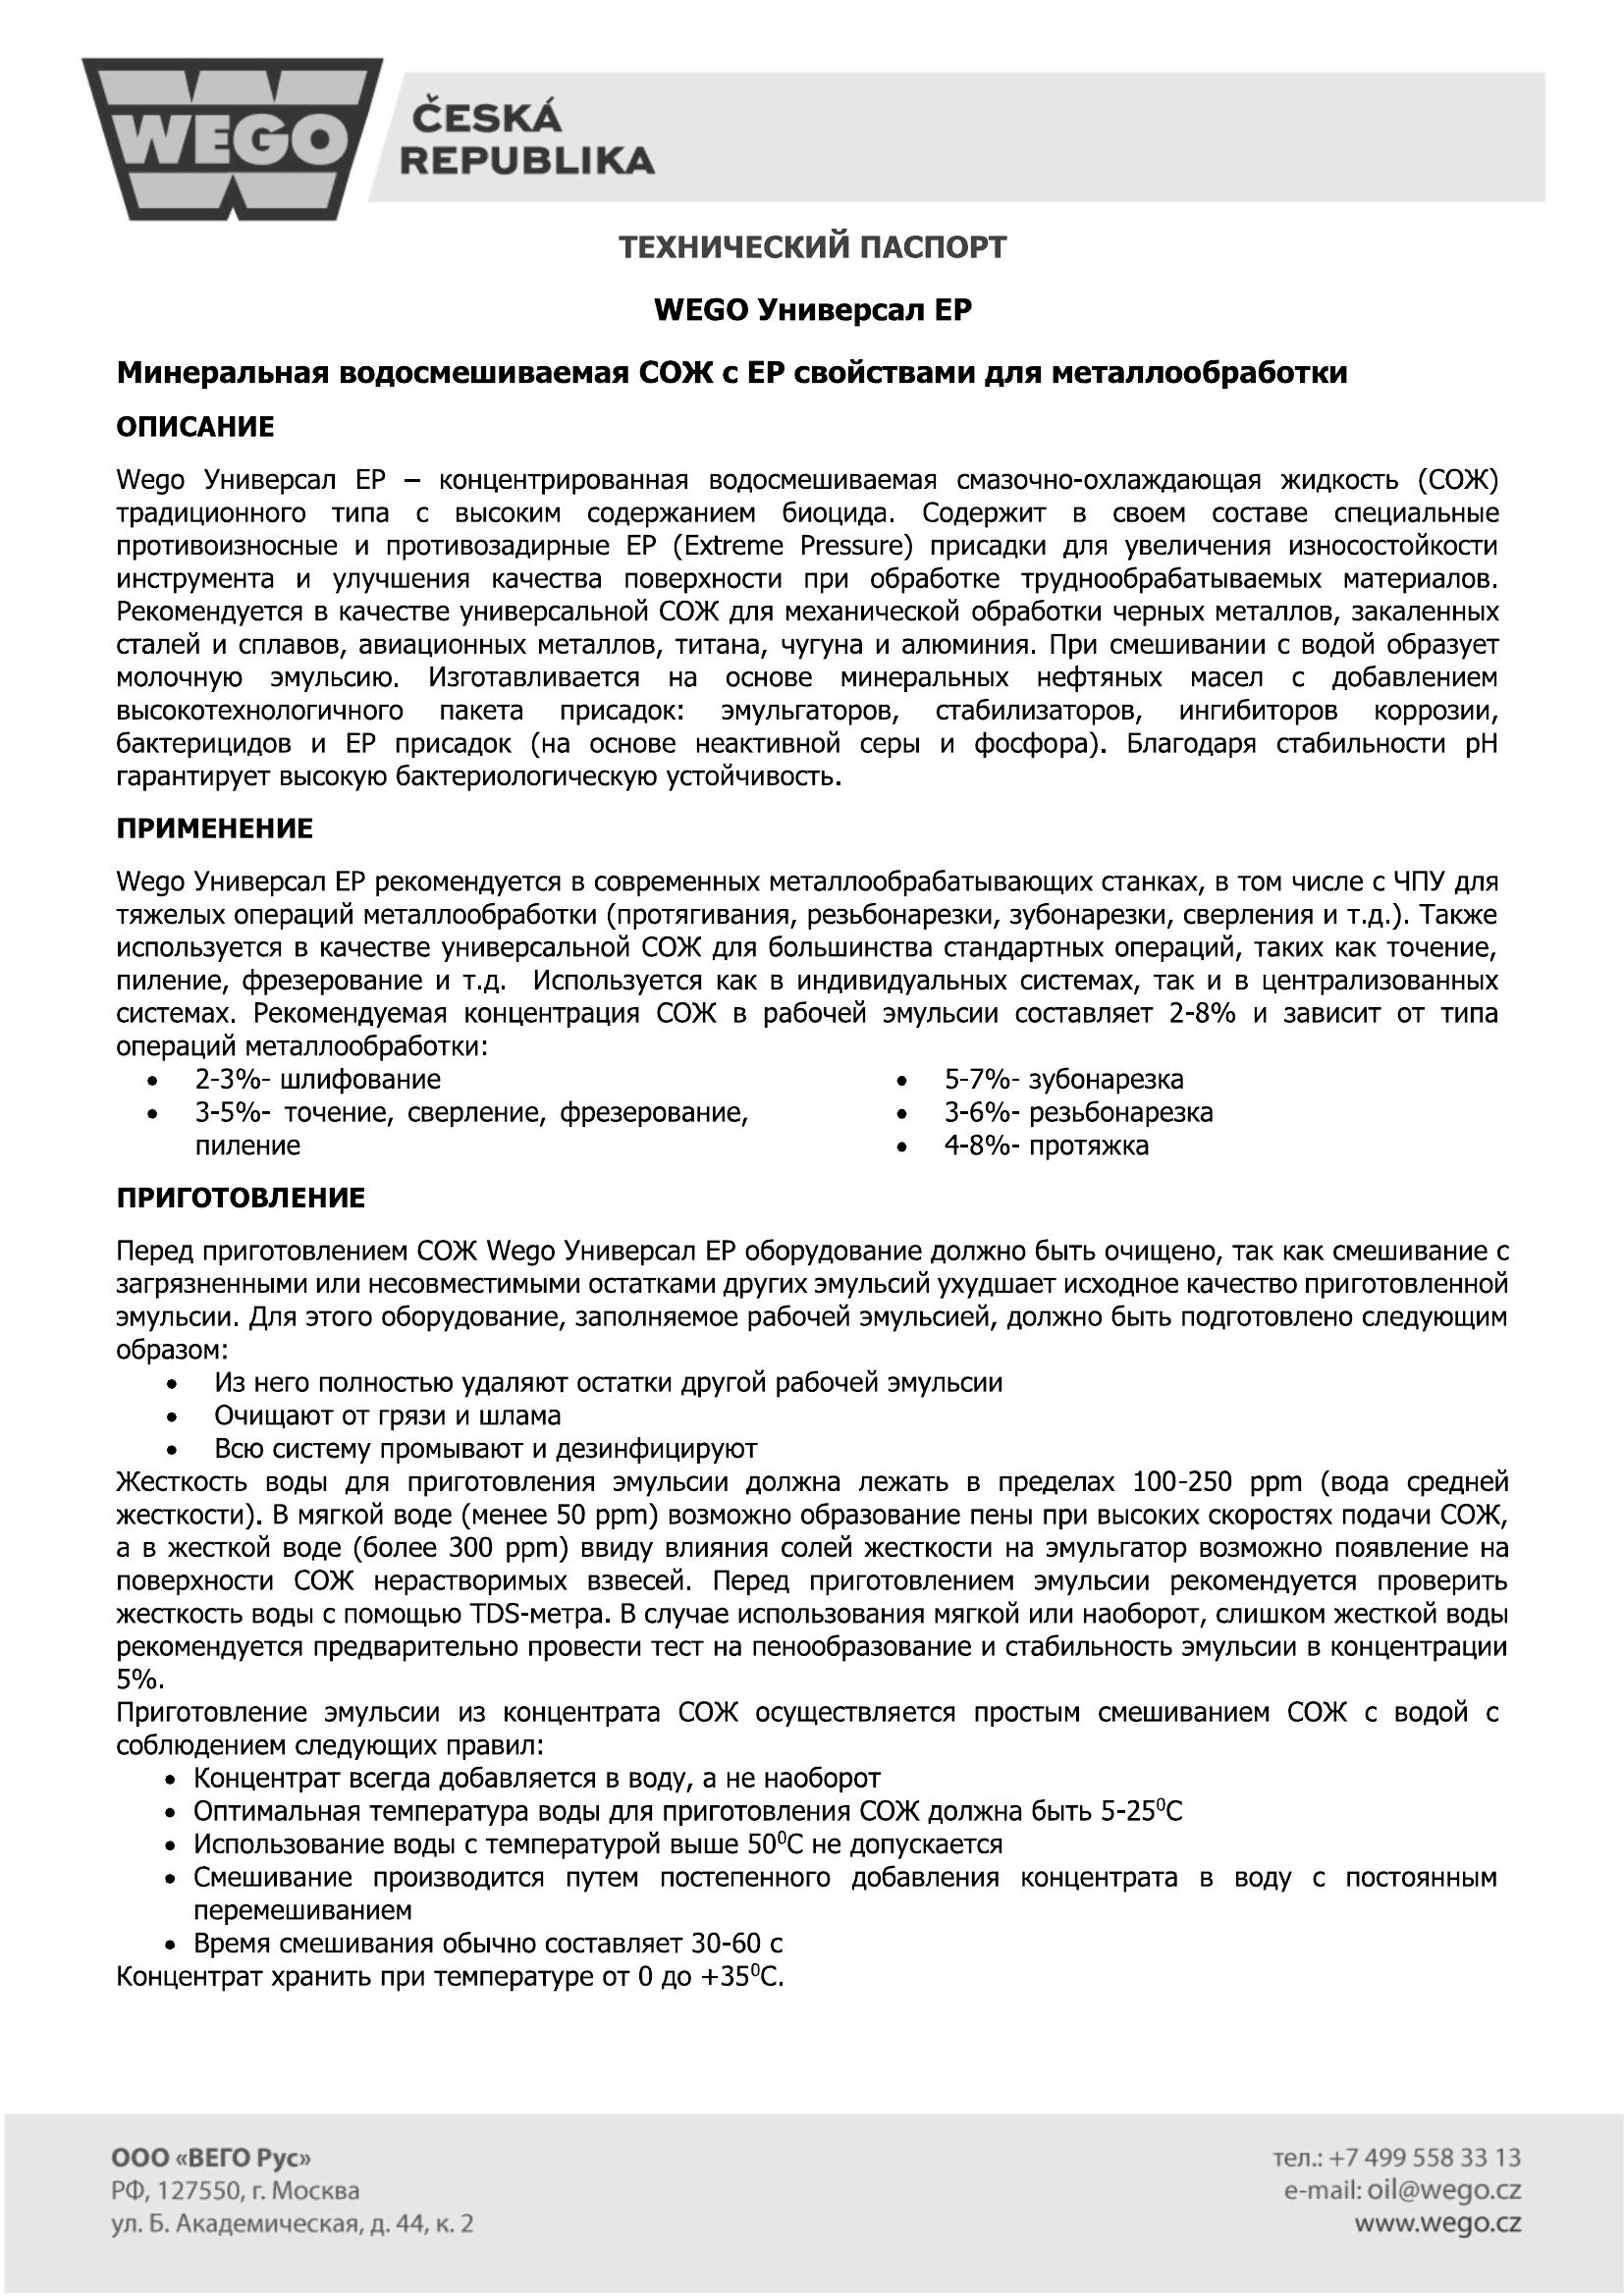 WEGO
ČESKÁ
REPUBLIKA
ТЕХНИЧЕСКИЙ ПАСПОРТ
WEGO Универсал EP
Минеральная водосмешиваемая СОЖ с EP свойствами для металлообработки
ОПИСАНИЕ
Wego Универсал EP – концентрированная водосмешиваемая смазочно-охлаждающая жидкость (СОЖ)
традиционного типа с высоким содержанием биоцида. Содержит в своем составе специальные
противоизносные и противозадирные EP (Extreme Pressure) присадки для увеличения износостойкости
инструмента и улучшения качества поверхности при обработке труднообрабатываемых материалов.
Рекомендуется в качестве универсальной СОЖ для механической обработки черных металлов, закаленных
сталей и сплавов, авиационных металлов, титана, чугуна и алюминия. При смешивании с водой образует
молочную эмульсию. Изготавливается на основе минеральных нефтяных масел с добавлением
высокотехнологичного пакета присадок: эмульгаторов, стабилизаторов, ингибиторов коррозии,
бактерицидов и EP присадок (на основе неактивной серы и фосфора). Благодаря стабильности pH
гарантирует высокую бактериологическую устойчивость.
ПРИМЕНЕНИЕ
Wego Универсал EP рекомендуется в современных металлообрабатывающих станках, в том числе с ЧПУ для
тяжелых операций металлообработки (протягивания, резьбонарезки, зубонарезки, сверления и т.д.). Также
используется в качестве универсальной СОЖ для большинства стандартных операций, таких как точение,
пиление, фрезерование и т.д. Используется как в индивидуальных системах, так и в централизованных
системах. Рекомендуемая концентрация СОЖ в рабочей эмульсии составляет 2-8% и зависит от типа
операций металлообработки:
• 2-3%- шлифование
• 3-5%- точение, сверление, фрезерование,
пиление
• 5-7%- зубонарезка
• 3-6%- резьбонарезка
• 4-8%- протяжка
ПРИГОТОВЛЕНИЕ
Перед приготовлением СОЖ Wego Универсал EP оборудование должно быть очищено, так как смешивание с
загрязненными или несовместимыми остатками других эмульсий ухудшает исходное качество приготовленной
эмульсии. Для этого оборудование, заполняемое рабочей эмульсией, должно быть подготовлено следующим
образом:
• Из него полностью удаляют остатки другой рабочей эмульсии
• Очищают от грязи и шлама
• Всю систему промывают и дезинфицируют
Жесткость воды для приготовления эмульсии должна лежать в пределах 100-250 ppm (вода средней
жесткости). В мягкой воде (менее 50 ppm) возможно образование пены при высоких скоростях подачи СОЖ,
а в жесткой воде (более 300 ppm) ввиду влияния солей жесткости на эмульгатор возможно появление на
поверхности СОЖ нерастворимых взвесей. Перед приготовлением эмульсии рекомендуется проверить
жесткость воды с помощью TDS-метра. В случае использования мягкой или наоборот, слишком жесткой воды
рекомендуется предварительно провести тест на пенообразование и стабильность эмульсии в концентрации
5%.
Приготовление эмульсии из концентрата СОЖ осуществляется простым смешиванием СОЖ с водой с
соблюдением следующих правил:
• Концентрат всегда добавляется в воду, а не наоборот
• Оптимальная температура воды для приготовления СОЖ должна быть 5-25⁰С
• Использование воды с температурой выше 50⁰С не допускается
• Смешивание производится путем постепенного добавления концентрата в воду с постоянным
перемешиванием
• Время смешивания обычно составляет 30-60 с
Концентрат хранить при температуре от 0 до +35⁰С.
ООО «ВЕГО Рус»
РФ, 127550, г. Москва
ул. Б. Академическая, д. 44, к. 2
тел.: +7 499 558 33 13
e-mail: oil@wego.cz
www.wego.cz